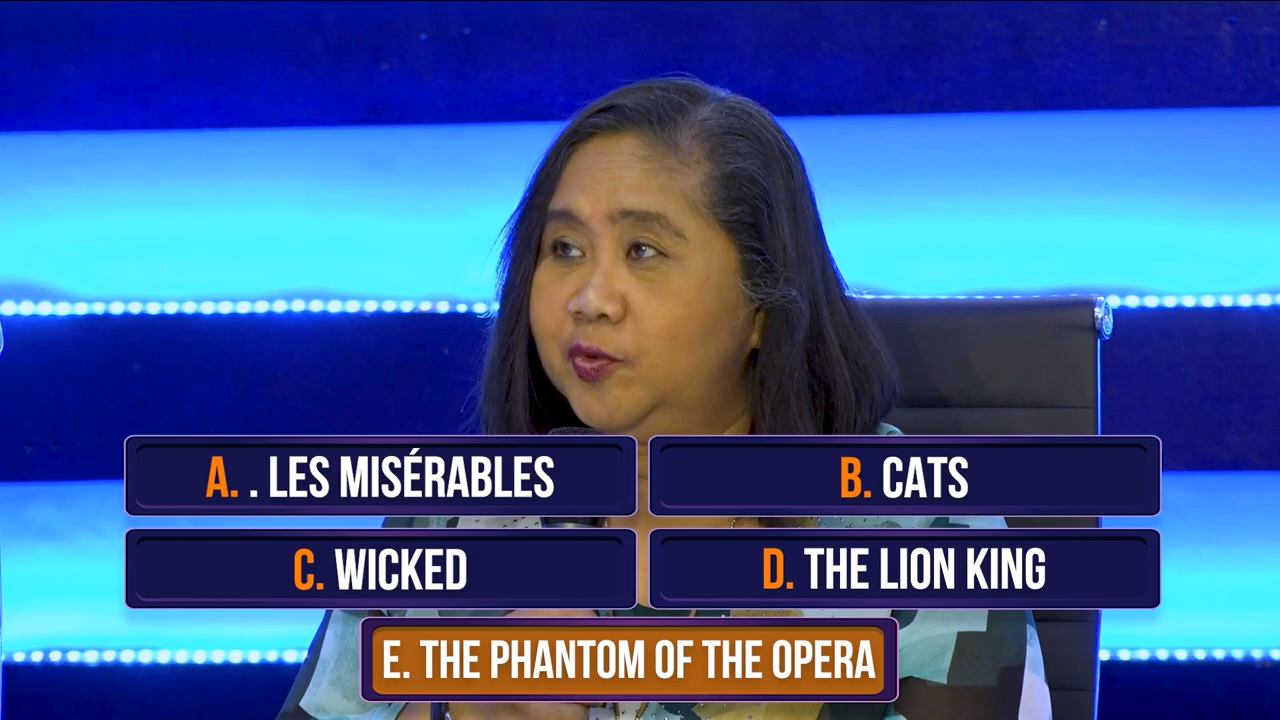 A. . LES MISÉRABLES
B. CATS
C. WICKED
D. THE LION KING
E. THE PHANTOM OF THE OPERA